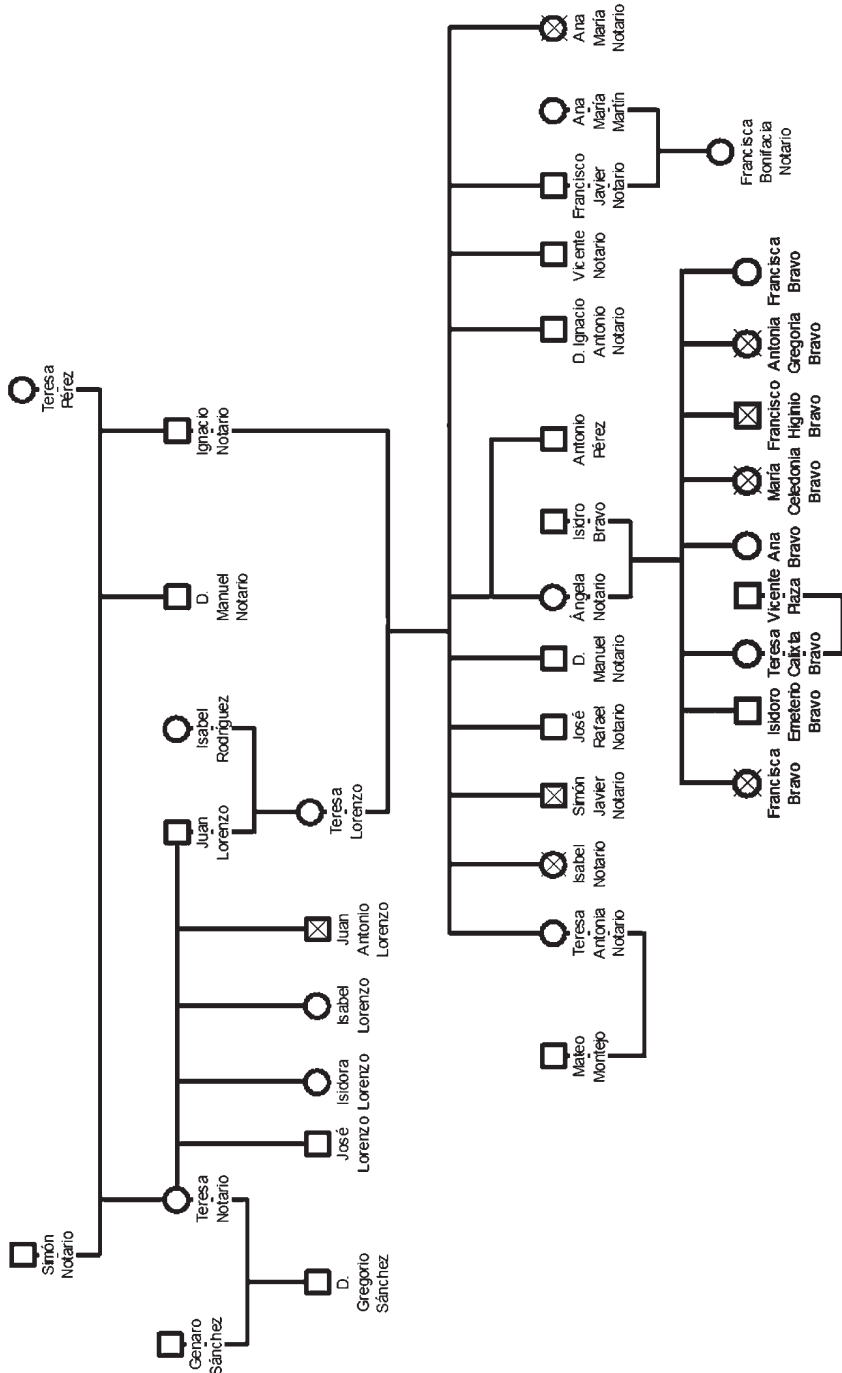 Simón
Notario
Teresa
Pérez
Genaro
Sánchez
Teresa
Notario
Juan
Lorenzo
Isabel
Rodríguez
D.
Manuel
Notario
Ignacio
Notario
D.
Gregorio
Sánchez
José
Lorenzo
Isidora
Lorenzo
Isabel
Lorenzo
Juan
Antonio
Lorenzo
Teresa
Lorenzo
Mateo
Montejo
Teresa
Antonia
Notario
Isabel
Notario
Simón
Javier
Notario
José
Rafael
Notario
D.
Manuel
Notario
Ángela
Notario
Isidro
Bravo
Antonio
Pérez
D. Ignacio
Antonio
Notario
Vicente
Notario
Francisco
Javier
Notario
Ana
María
Martín
Ana
María
Notario
Francisca
Bravo
Isidoro
Emeterio
Bravo
Teresa
Calixta
Bravo
Vicente
Plaza
Ana
Bravo
María
Celedonia
Bravo
Francisco
Higinio
Bravo
Antonia
Gregoria
Bravo
Francisca
Bravo
Francisca
Bonifacia
Notario